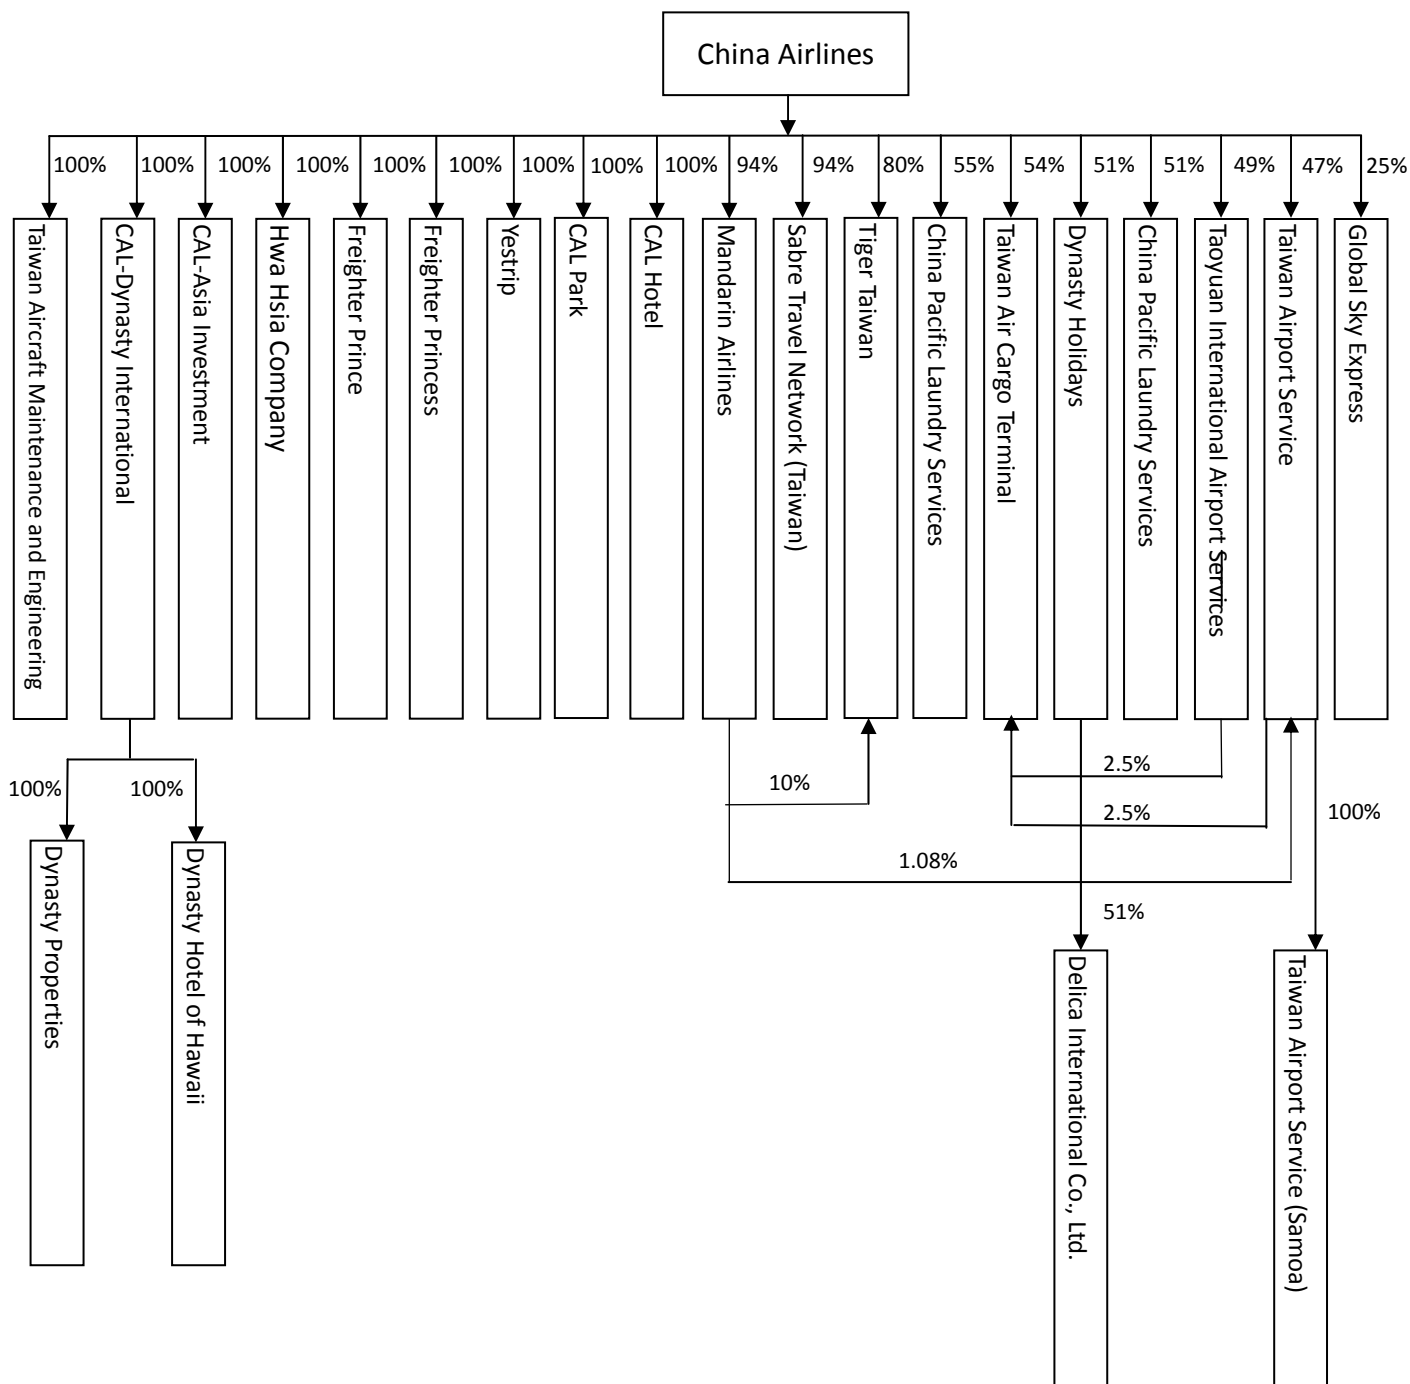 China Airlines
100%
100%
100%
100%
100%
100%
100%
100%
100%
94%
94%
80%
55%
54%
51%
51%
49%
47%
25%
Taiwan Aircraft Maintenance and Engineering
CAL-Dynasty International
CAL-Asia Investment
Hwa Hsia Company
Freighter Prince
Freighter Princess
Yestrip
CAL Park
CAL Hotel
Mandarin Airlines
Sabre Travel Network (Taiwan)
Tiger Taiwan
China Pacific Laundry Services
Taiwan Air Cargo Terminal
Dynasty Holidays
China Pacific Laundry Services
Taoyuan International Airport Services
Taiwan Airport Service
Global Sky Express
100%
100%
10%
2.5%
2.5%
100%
1.08%
51%
Dynasty Properties
Dynasty Hotel of Hawaii
Delica International Co., Ltd.
Taiwan Airport Service (Samoa)